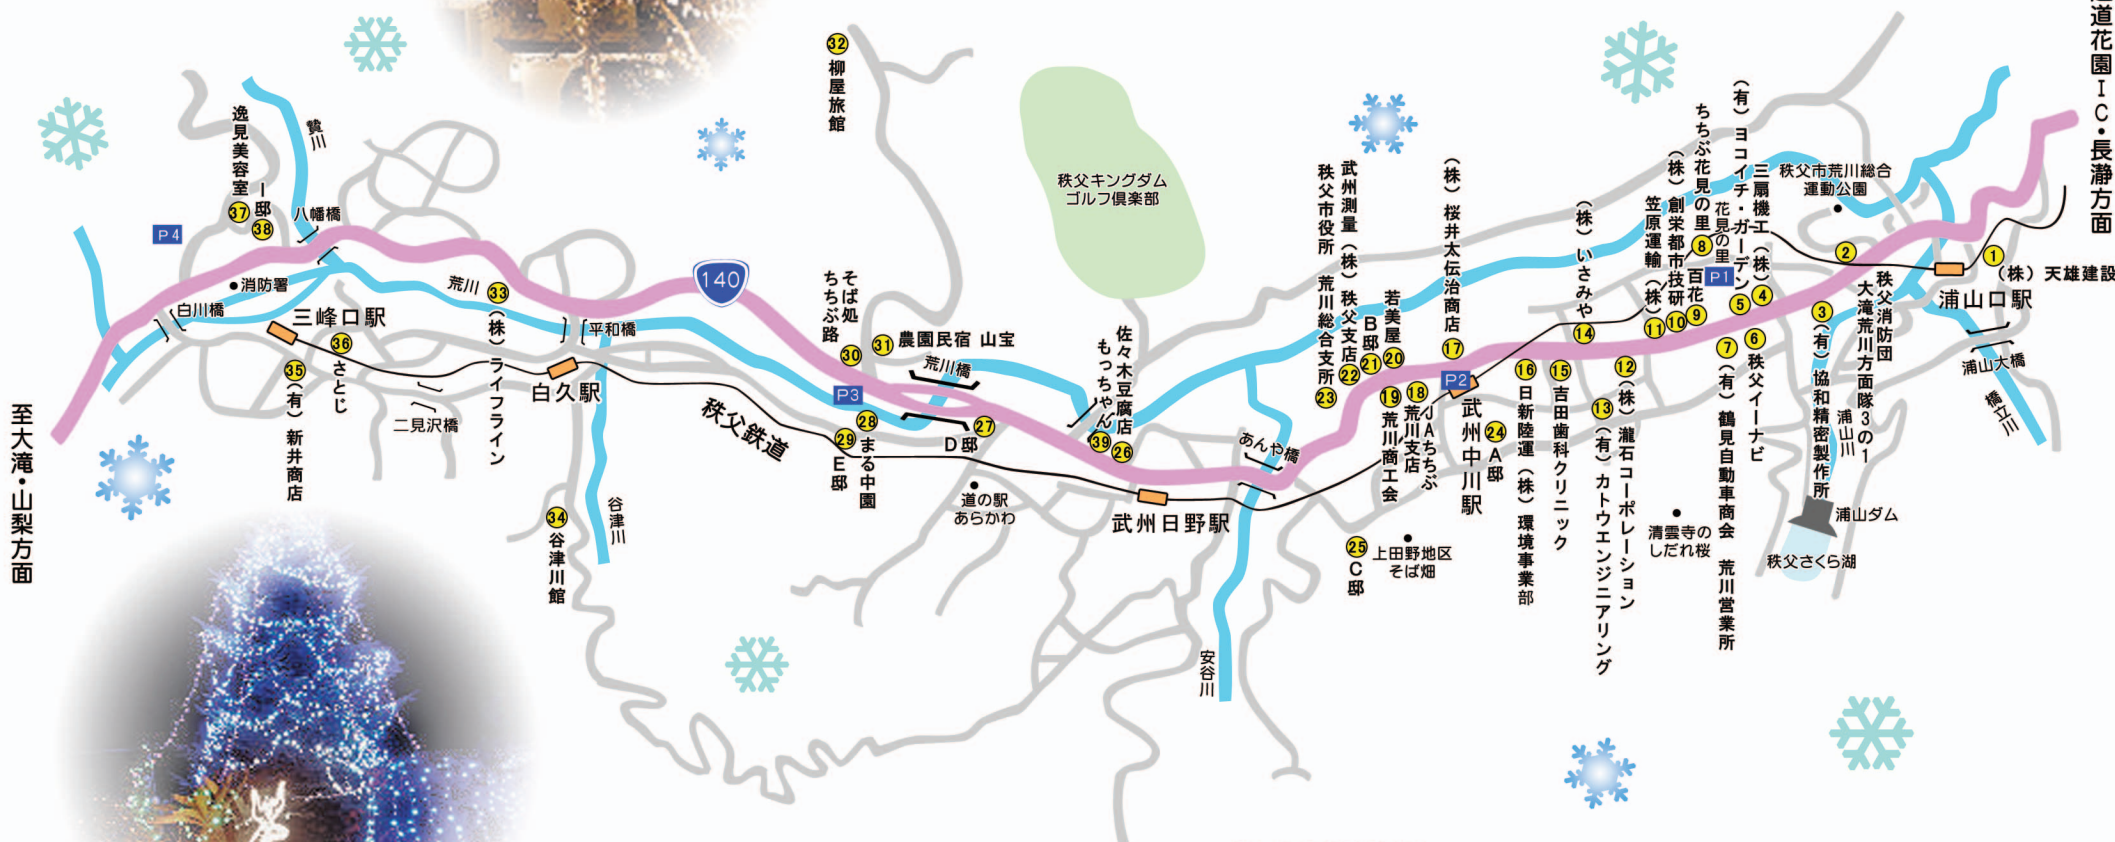 道花園IC・長瀞方面
至大滝・山梨方面
140
秩父鉄道
P1
P2
P3
P4
① (株)天雄建設
浦山口駅
②
秩父消防団
大滝荒川方面隊3の1
③ (有)協和精密製作所
④ 三扇機工(株)
⑤ (有)ヨコイチ・ガーデン
⑥ 秩父イーナビ
⑦ (有)鶴見自動車商会 荒川営業所
⑧ ちちぶ花見の里
花見の里
⑨ 百花
⑩ (株)創栄都市技研
⑪ 笠原運輸(株)
⑫ (株)瀧石コーポレーション
⑬ (有)カトウエンジニアリング
⑭ (株)いさみや
⑮ 吉田歯科クリニック
⑯ 日新陸運(株)環境事業部
⑰ (株)桜井太伝治商店
⑱ JAちちぶ
荒川支店
⑲ 荒川商工会
⑳ 若美屋
㉑ B邸
㉒ 武州測量(株)秩父支店
㉓ 秩父市役所 荒川総合支所
㉔ A邸
㉕ C邸
㉖ 佐々木豆腐店
㉗ D邸
㉘ まる中園
㉙ E邸
㉚ そば処
ちちぶ路
㉛ 農園民宿 山宝
㉜ 柳屋旅館
㉝ (株)ライフライン
㉞ 谷津川館
㉟ (有)新井商店
㊱ さとじ
㊲ 逸見美容室
㊳ I邸
㊴ もっちゃん
秩父市荒川総合
運動公園
秩父キングダム
ゴルフ倶楽部
浦山大橋
橋立川
浦山川
浦山ダム
秩父さくら湖
清雲寺の
しだれ桜
武州中川駅
上田野地区
そば畑
あんや橋
安谷川
武州日野駅
道の駅
あらかわ
荒川橋
平和橋
白久駅
谷津川
荒川
二見沢橋
三峰口駅
消防署
白川橋
八幡橋
贄川